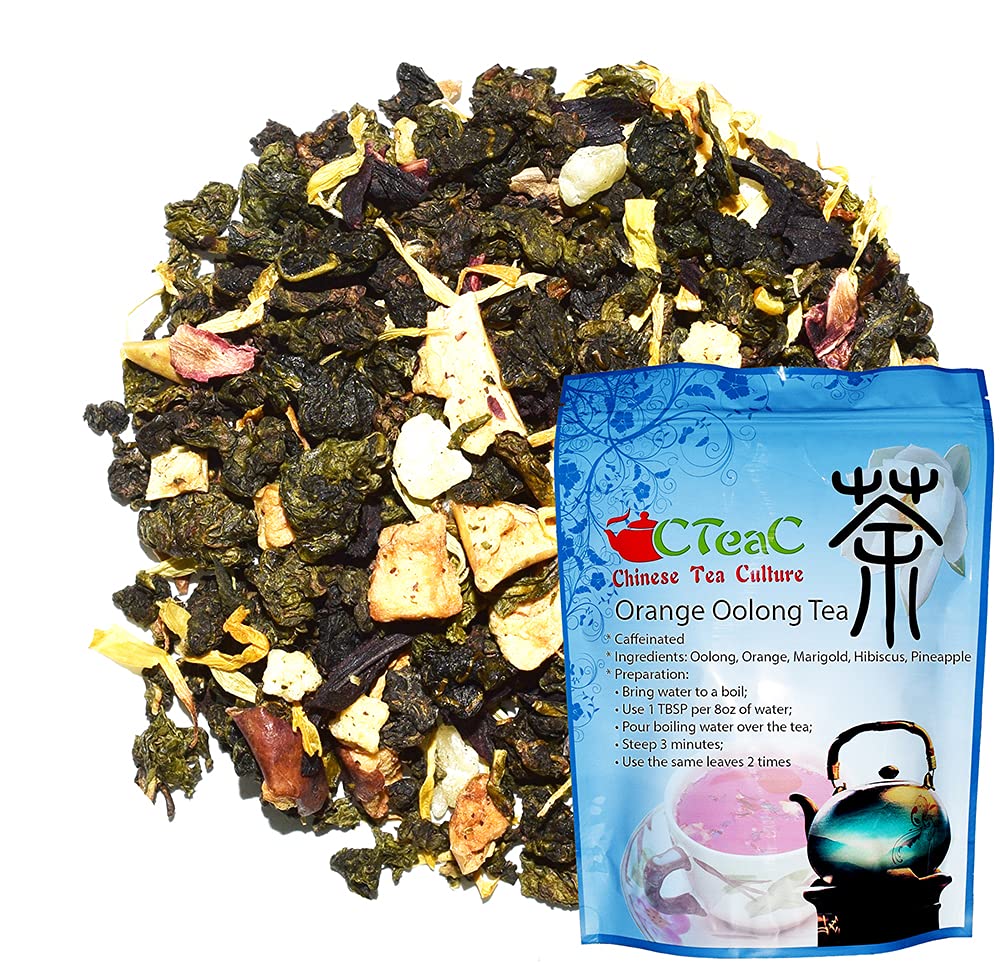 茶
CTeaC
Chinese Tea Culture
Orange Oolong Tea
* Caffeinated
* Ingredients: Oolong, Orange, Marigold, Hibiscus, Pineapple
* Preparation:
• Bring water to a boil;
• Use 1 TBSP per 8oz of water;
• Pour boiling water over the tea;
• Steep 3 minutes;
• Use the same leaves 2 times